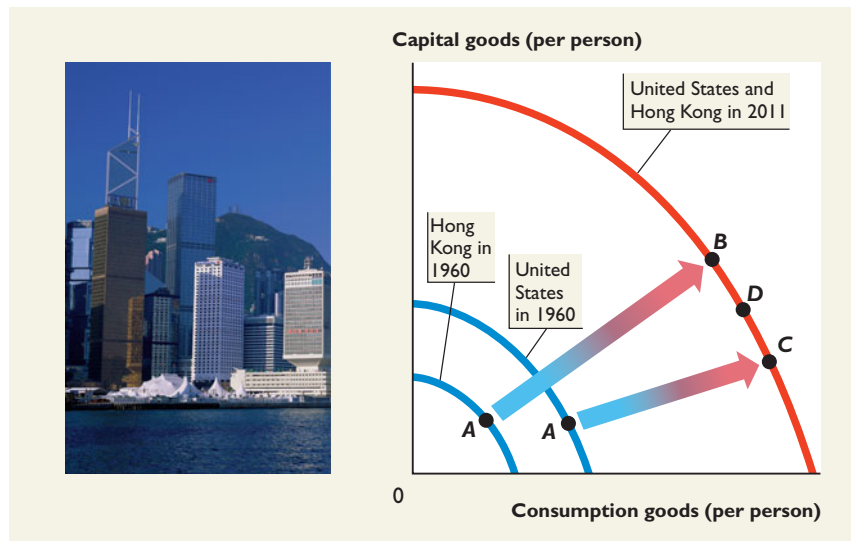 Capital goods (per person)
United States and
Hong Kong in 2011
Hong
Kong in
1960
United
States
in 1960
B
D
C
A
A
0
Consumption goods (per person)